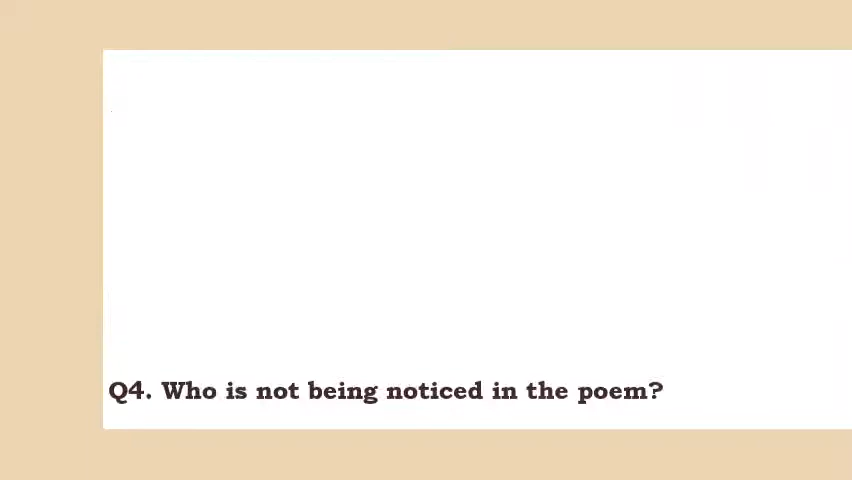 Q4. Who is not being noticed in the poem?